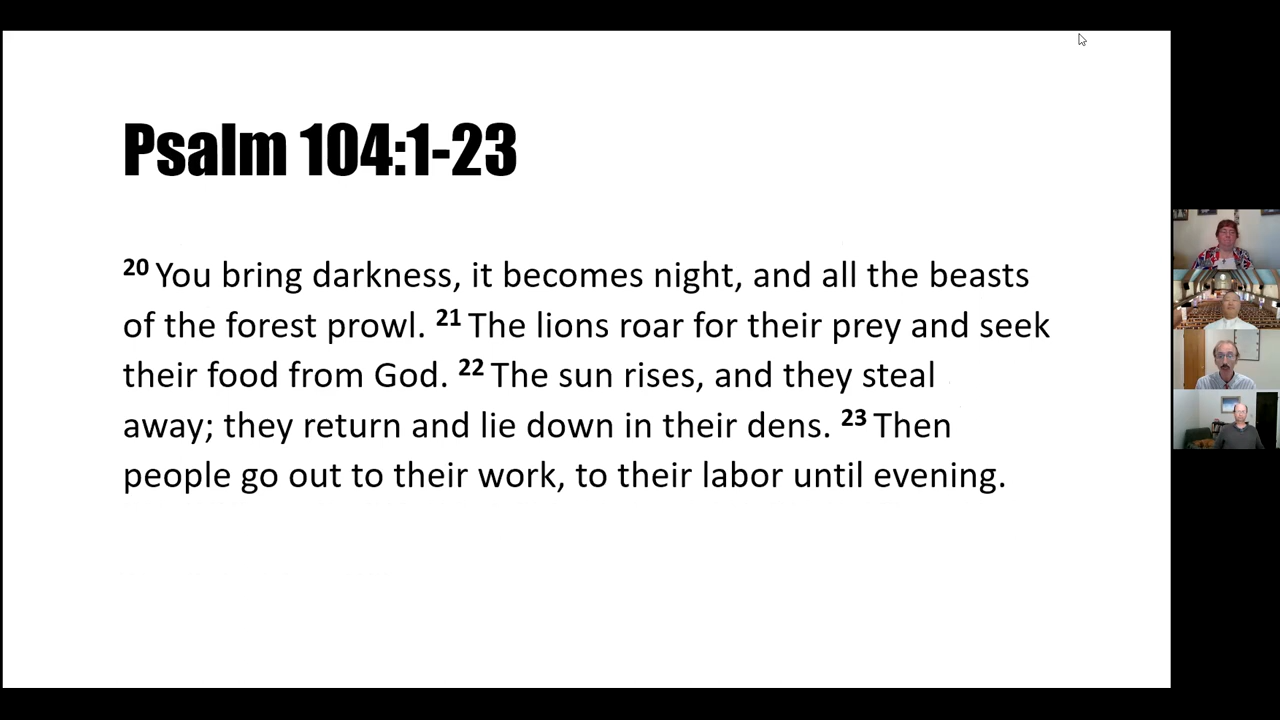 Psalm 104:1-23
20 You bring darkness, it becomes night, and all the beasts
of the forest prowl. 21 The lions roar for their prey and seek
their food from God. 22 The sun rises, and they steal
away; they return and lie down in their dens. 23 Then
people go out to their work, to their labor until evening.